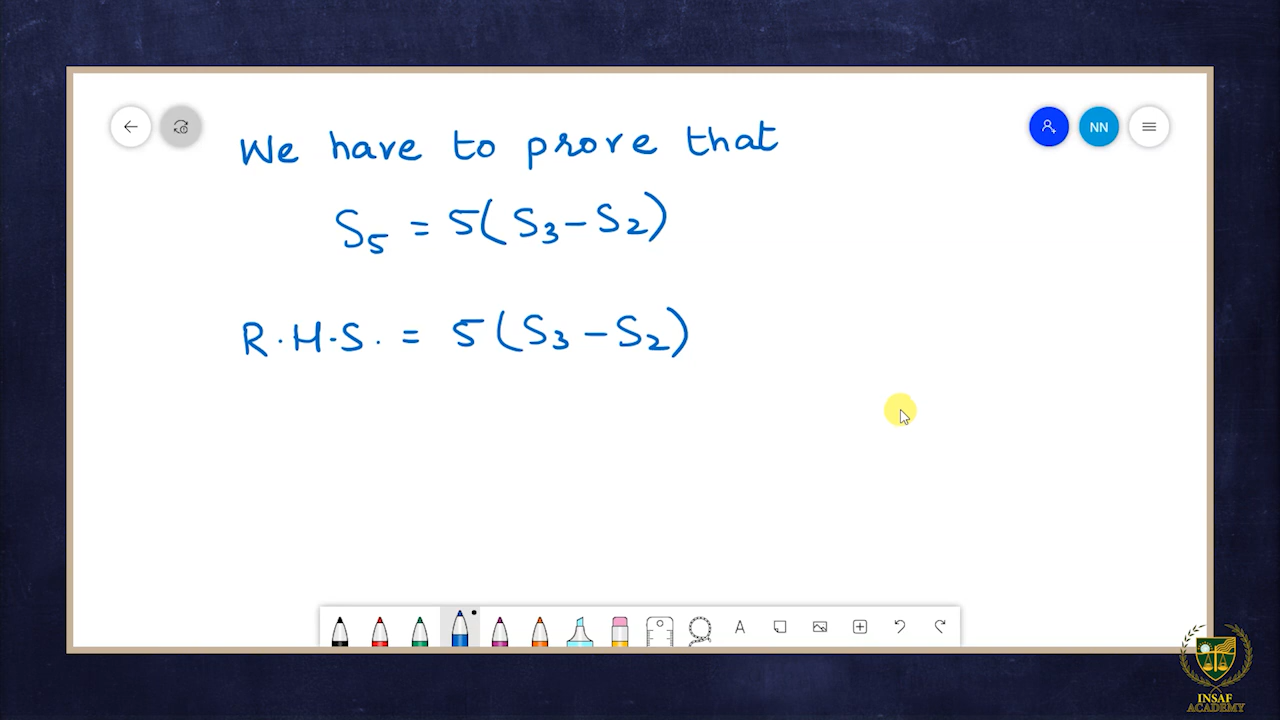 We have to prove that
S₅ = 5(S₃-S₂)
R.H.S. = 5(S₃-S₂)
NN
A
INSAF
ACADEMY